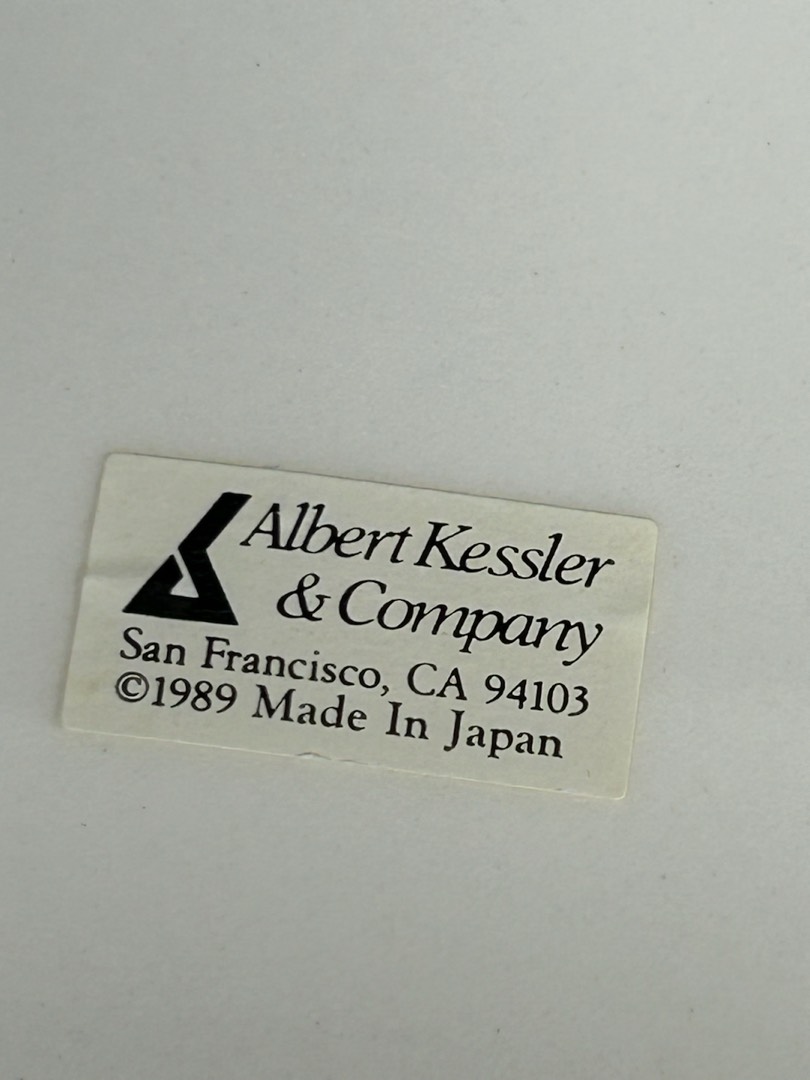 Albert Kessler
& Company
San Francisco, CA 94103
©1989 Made In Japan